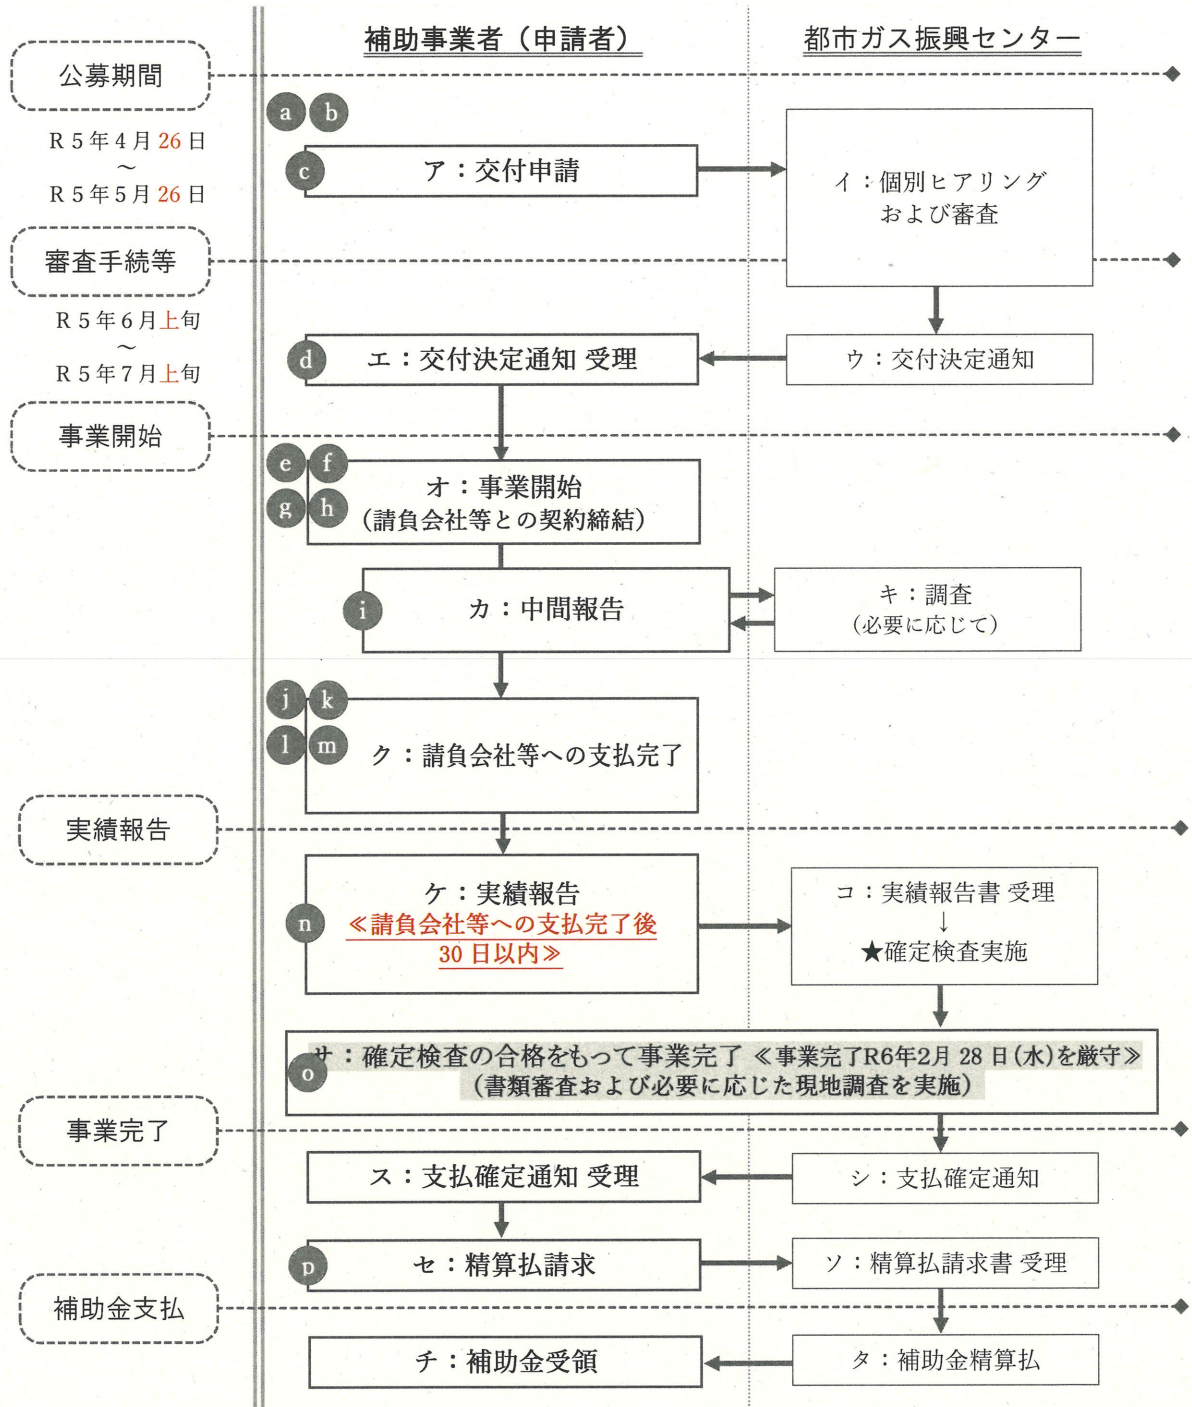 補助事業者（申請者）
都市ガス振興センター
公募期間
R５年４月26日
～
R５年５月26日
a b
c
ア：交付申請
イ：個別ヒアリング
および審査
審査手続等
R５年６月上旬
～
R５年７月上旬
d
エ：交付決定通知 受理
ウ：交付決定通知
事業開始
e f
g h
オ：事業開始
（請負会社等との契約締結）
i
カ：中間報告
キ：調査
（必要に応じて）
j k
l m
ク：請負会社等への支払完了
実績報告
n
ケ：実績報告
≪請負会社等への支払完了後
30 日以内≫
コ：実績報告書 受理
↓
★確定検査実施
o
サ：確定検査の合格をもって事業完了 ≪事業完了R6年2月 28 日(水)を厳守≫
（書類審査および必要に応じた現地調査を実施）
事業完了
ス：支払確定通知 受理
シ：支払確定通知
p
セ：精算払請求
ソ：精算払請求書 受理
補助金支払
チ：補助金受領
タ：補助金精算払